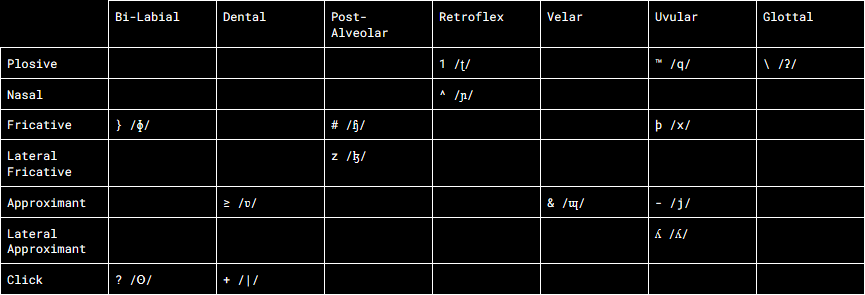 Bi-Labial Dental Post- Retroflex Velar Uvular Glottal
Alveolar
Plosive 1 /ʈ/ ™ /q/ \ /ʔ/
Nasal ^ /ɲ/
Fricative } /ɸ/ # /ɧ/ þ /x/
Lateral z /ɮ/
Fricative
Approximant ≥ /ʋ/ & /ɰ/ - /j/
Lateral ʎ /ʎ/
Approximant
Click ? /ʘ/ + /|/